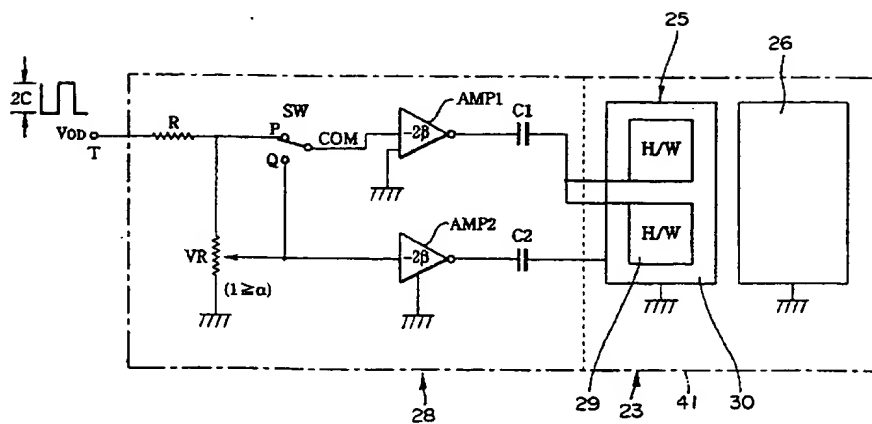 25
26
2C
VOD
T
R
SW
P
COM
Q
AMP1
-2β
C1
H/W
AMP2
-2β
C2
H/W
VR
(1≧α)
28
29
23
41
30